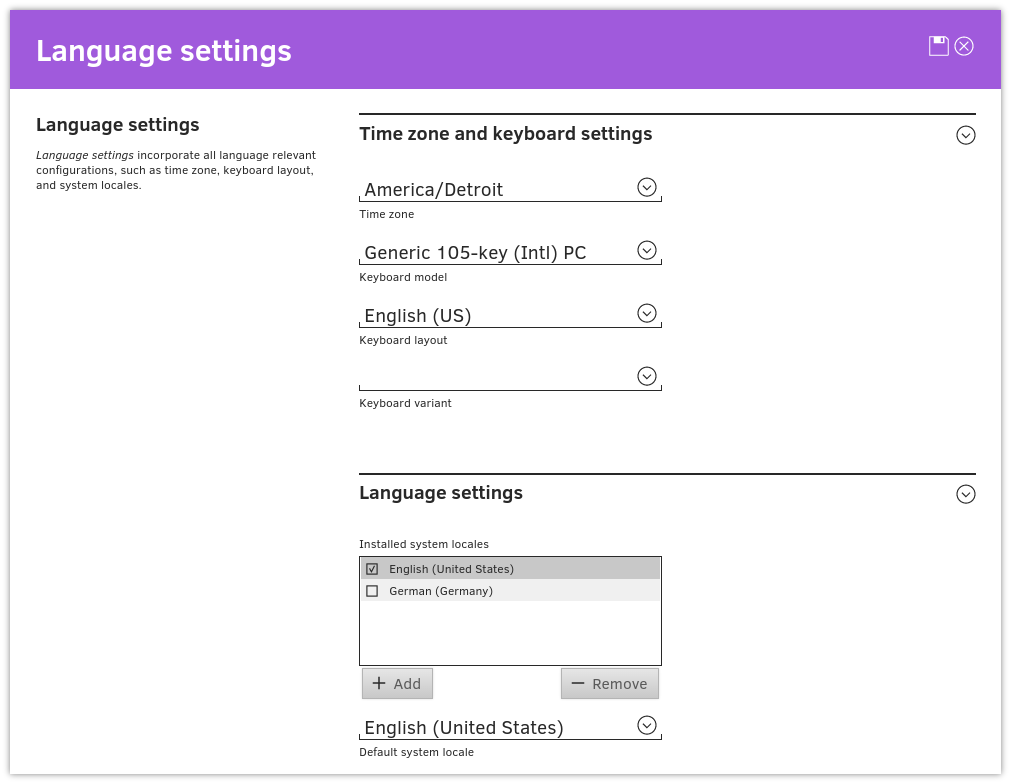 Language settings
Language settings
Language settings incorporate all language relevant
configurations, such as time zone, keyboard layout,
and system locales.
Time zone and keyboard settings
America/Detroit
Time zone
Generic 105-key (Intl) PC
Keyboard model
English (US)
Keyboard layout
Keyboard variant
Language settings
Installed system locales
English (United States)
German (Germany)
Add
Remove
English (United States)
Default system locale